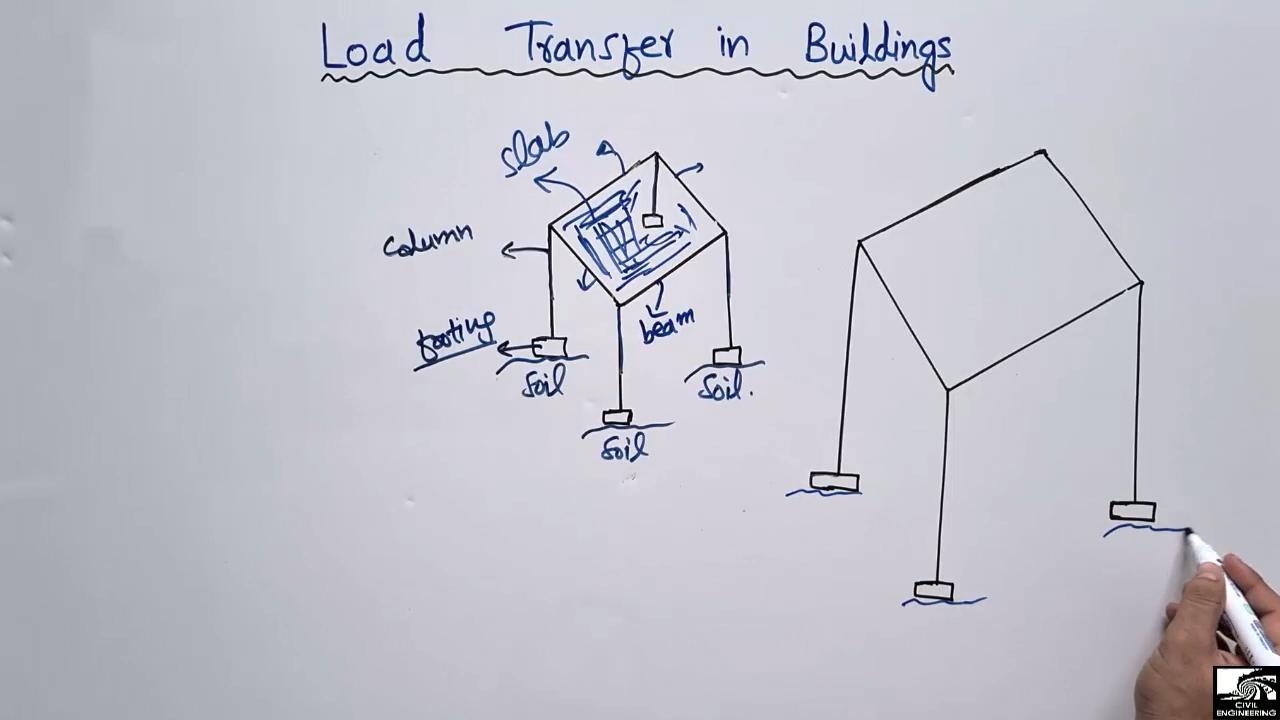 Load Transfer in Buildings
slab
column
footing
beam
soil
soil.
soil
CIVIL
ENGINEERING